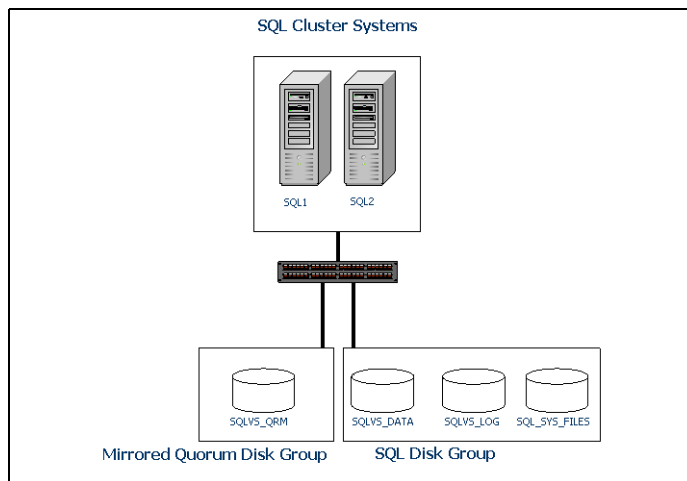 SQL Cluster Systems
SQL1
SQL2
SQLVS_QRM
SQLVS_DATA
SQLVS_LOG
SQL_SYS_FILES
Mirrored Quorum Disk Group
SQL Disk Group